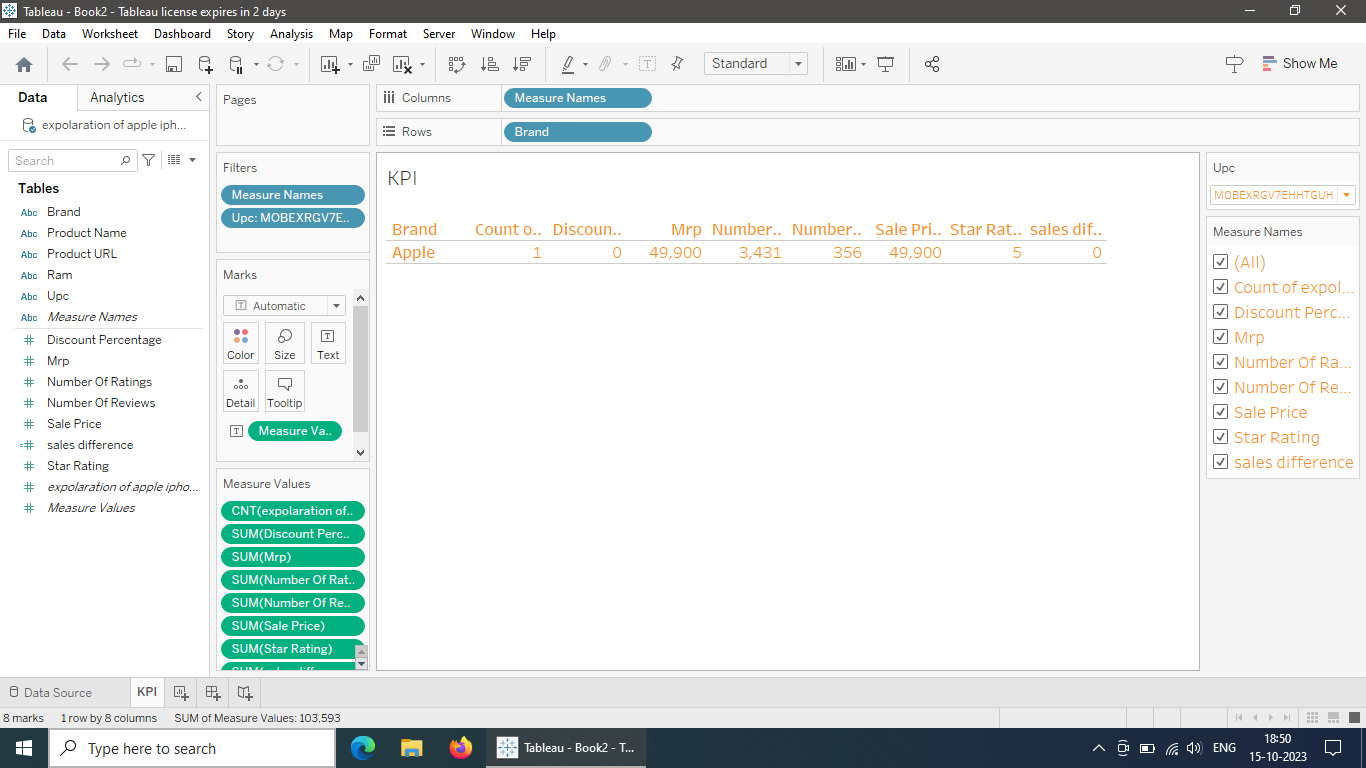 Tableau - Book2 - Tableau license expires in 2 days
File Data Worksheet Dashboard Story Analysis Map Format Server Window Help
Standard
Show Me
Data Analytics
expolaration of apple iph...
Search
Tables
Abc Brand
Abc Product Name
Abc Product URL
Abc Ram
Abc Upc
Abc Measure Names
Discount Percentage
Mrp
Number Of Ratings
Number Of Reviews
Sale Price
sales difference
Star Rating
expolaration of apple ipho...
Measure Values
Pages
Filters
Measure Names
Upc: MOBEXRGV7E..
Marks
Automatic
Color Size Text
Detail Tooltip
Measure Va..
Measure Values
CNT(expolaration of..
SUM(Discount Perc..
SUM(Mrp)
SUM(Number Of Rat..
SUM(Number Of Re..
SUM(Sale Price)
SUM(Star Rating)
Columns Measure Names
Rows Brand
KPI
Brand Count o.. Discoun.. Mrp Number.. Number.. Sale Pri.. Star Rat.. sales dif..
Apple 1 0 49,900 3,431 356 49,900 5 0
Upc
MOBEXRGV7EHHTGUH
Measure Names
(All)
Count of expol...
Discount Perc...
Mrp
Number Of Ra...
Number Of Re...
Sale Price
Star Rating
sales difference
Data Source KPI
8 marks 1 row by 8 columns SUM of Measure Values: 103,593
Type here to search
Tableau - Book2 - T...
ENG
18:50
15-10-2023